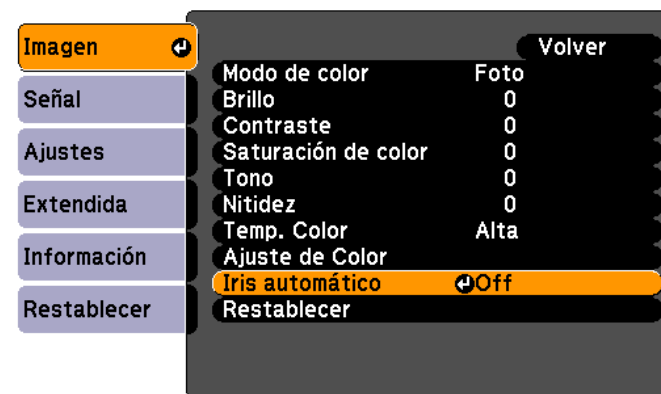 Imagen
Señal
Ajustes
Extendida
Información
Restablecer
Volver
Modo de color Foto
Brillo 0
Contraste 0
Saturación de color 0
Tono 0
Nitidez 0
Temp. Color Alta
Ajuste de Color
Iris automático Off
Restablecer